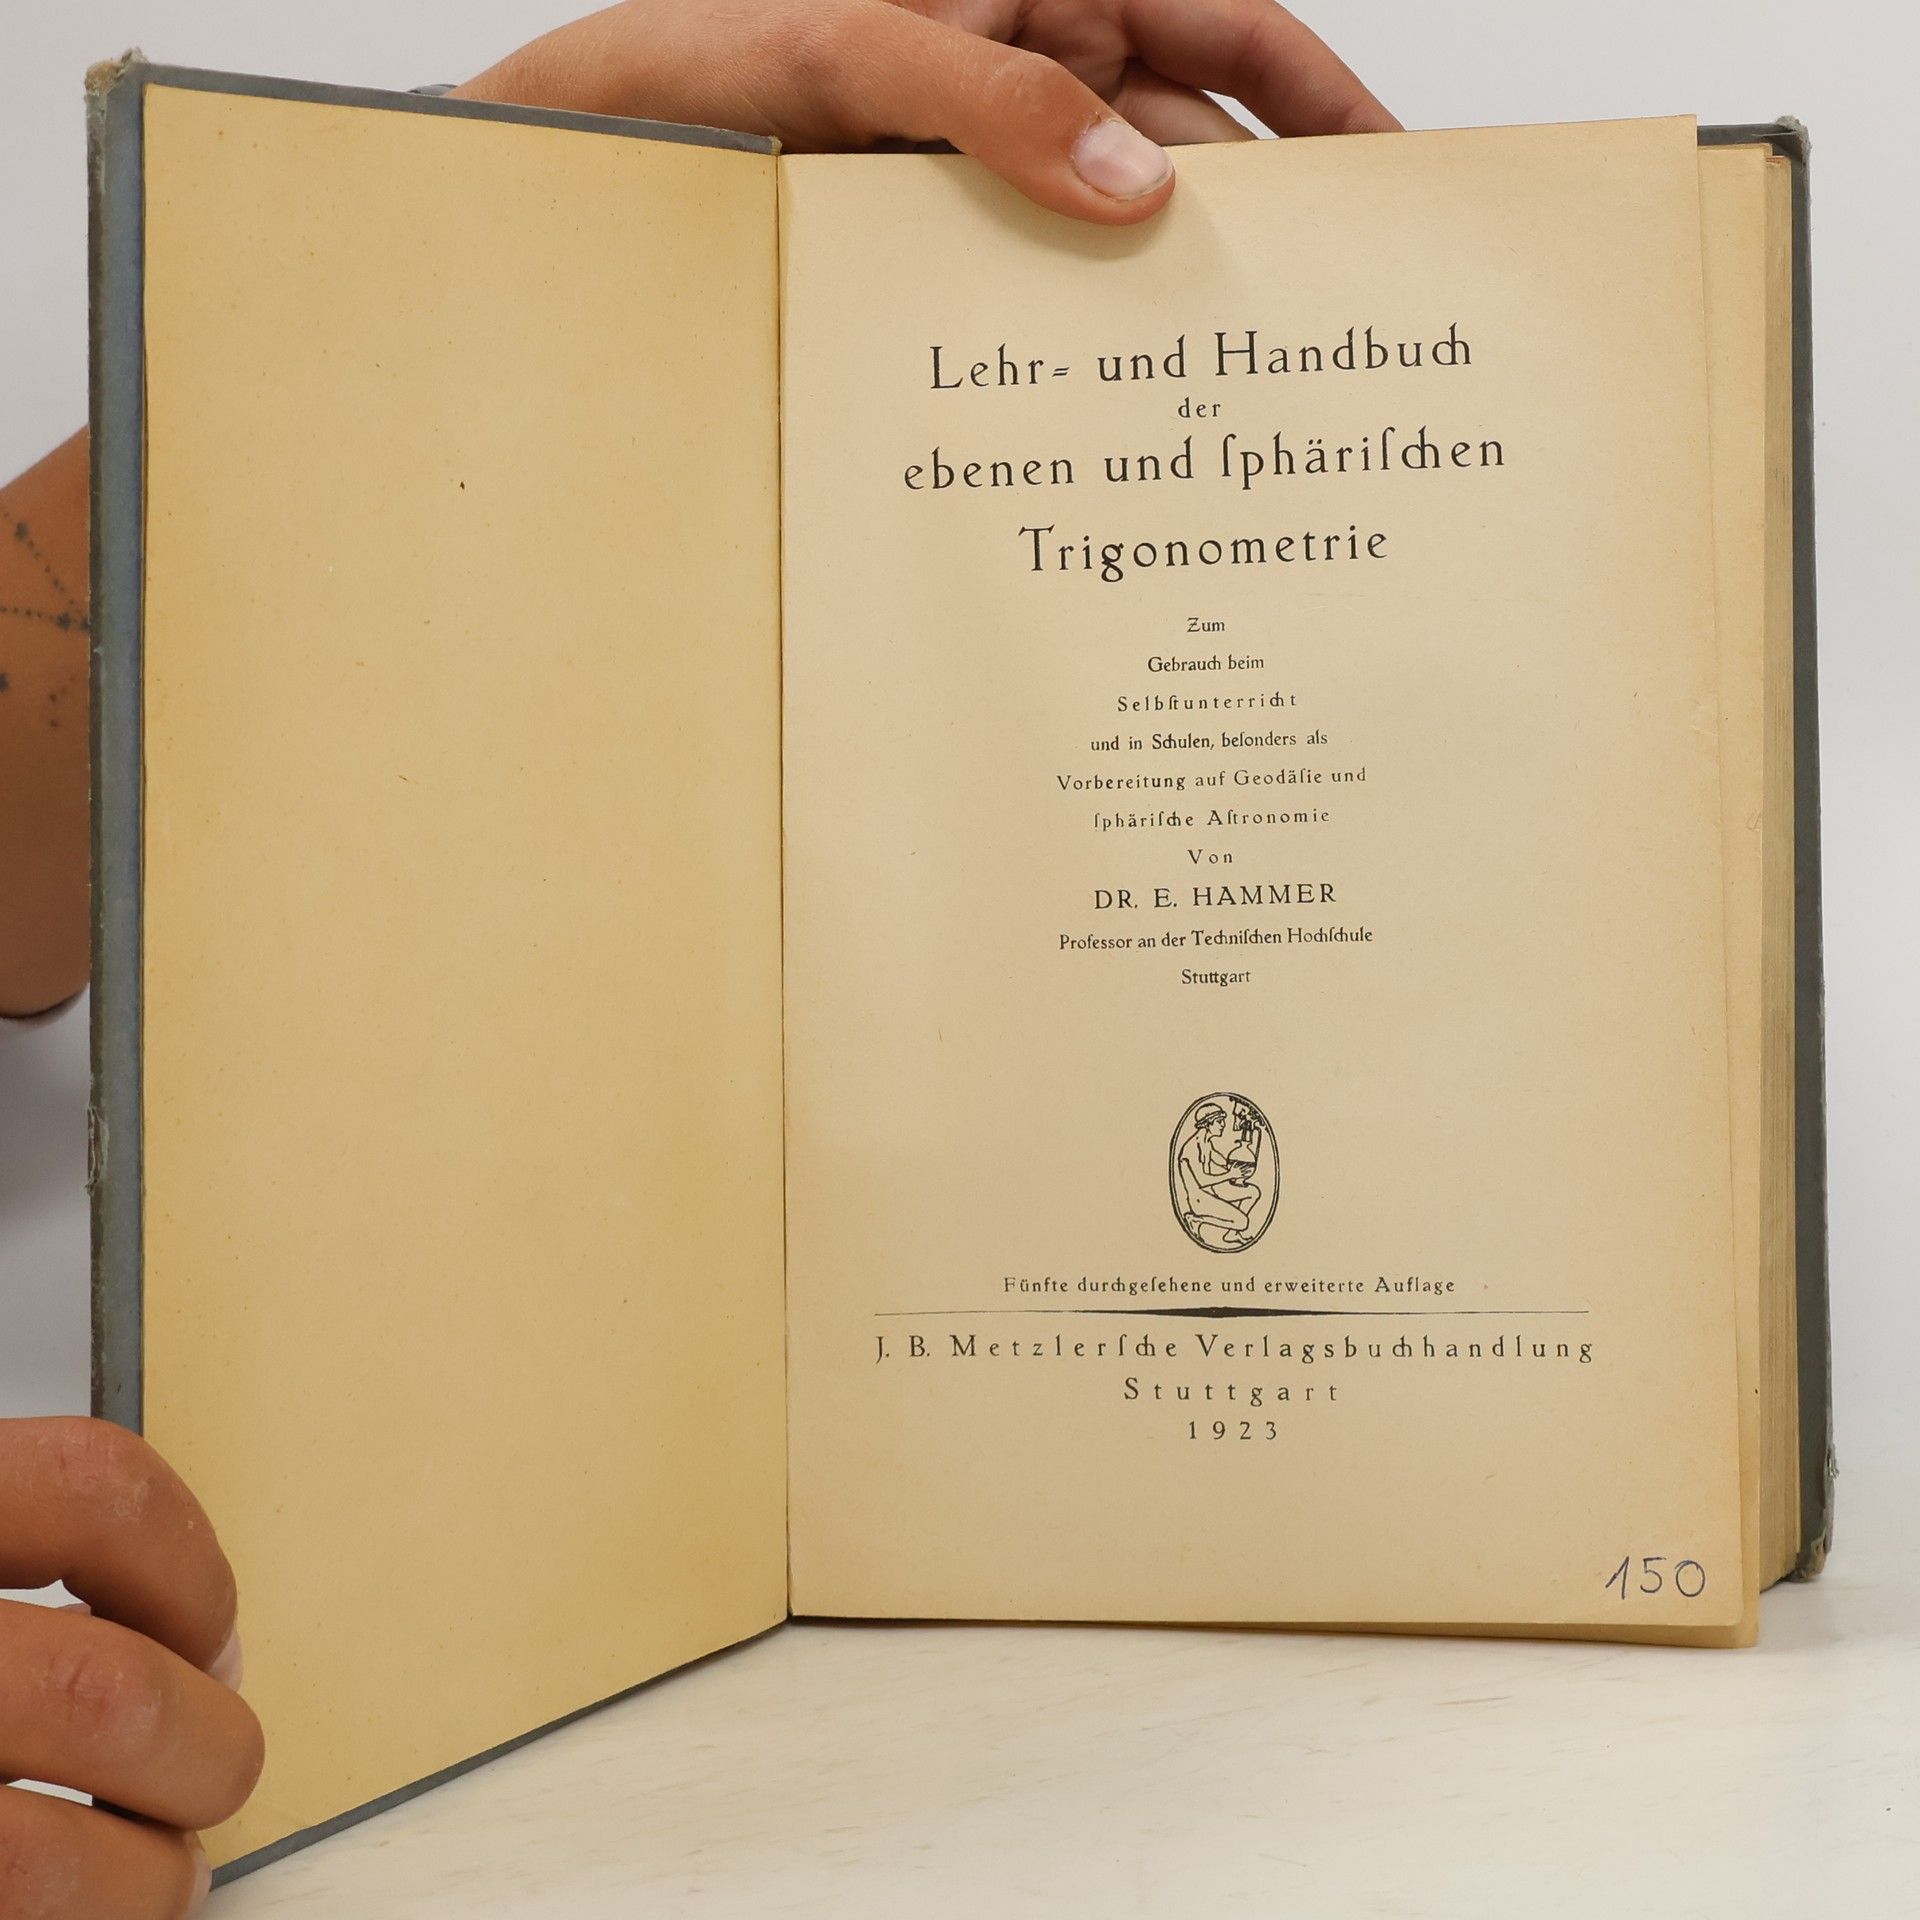 Lehr⸗ und Handbuch
der
ebenen und ſphäriſchen
Trigonometrie
Zum
Gebrauch beim
Selbſtunterricht
und in Schulen, beſonders als
Vorbereitung auf Geodäſie und
ſphäriſche Aſtronomie
Von
DR. E. HAMMER
Professor an der Techniſchen Hochſchule
Stuttgart
Fünfte durchgeſehene und erweiterte Auflage
J. B. Metzlerſche Verlagsbuchhandlung
Stuttgart
1923
150